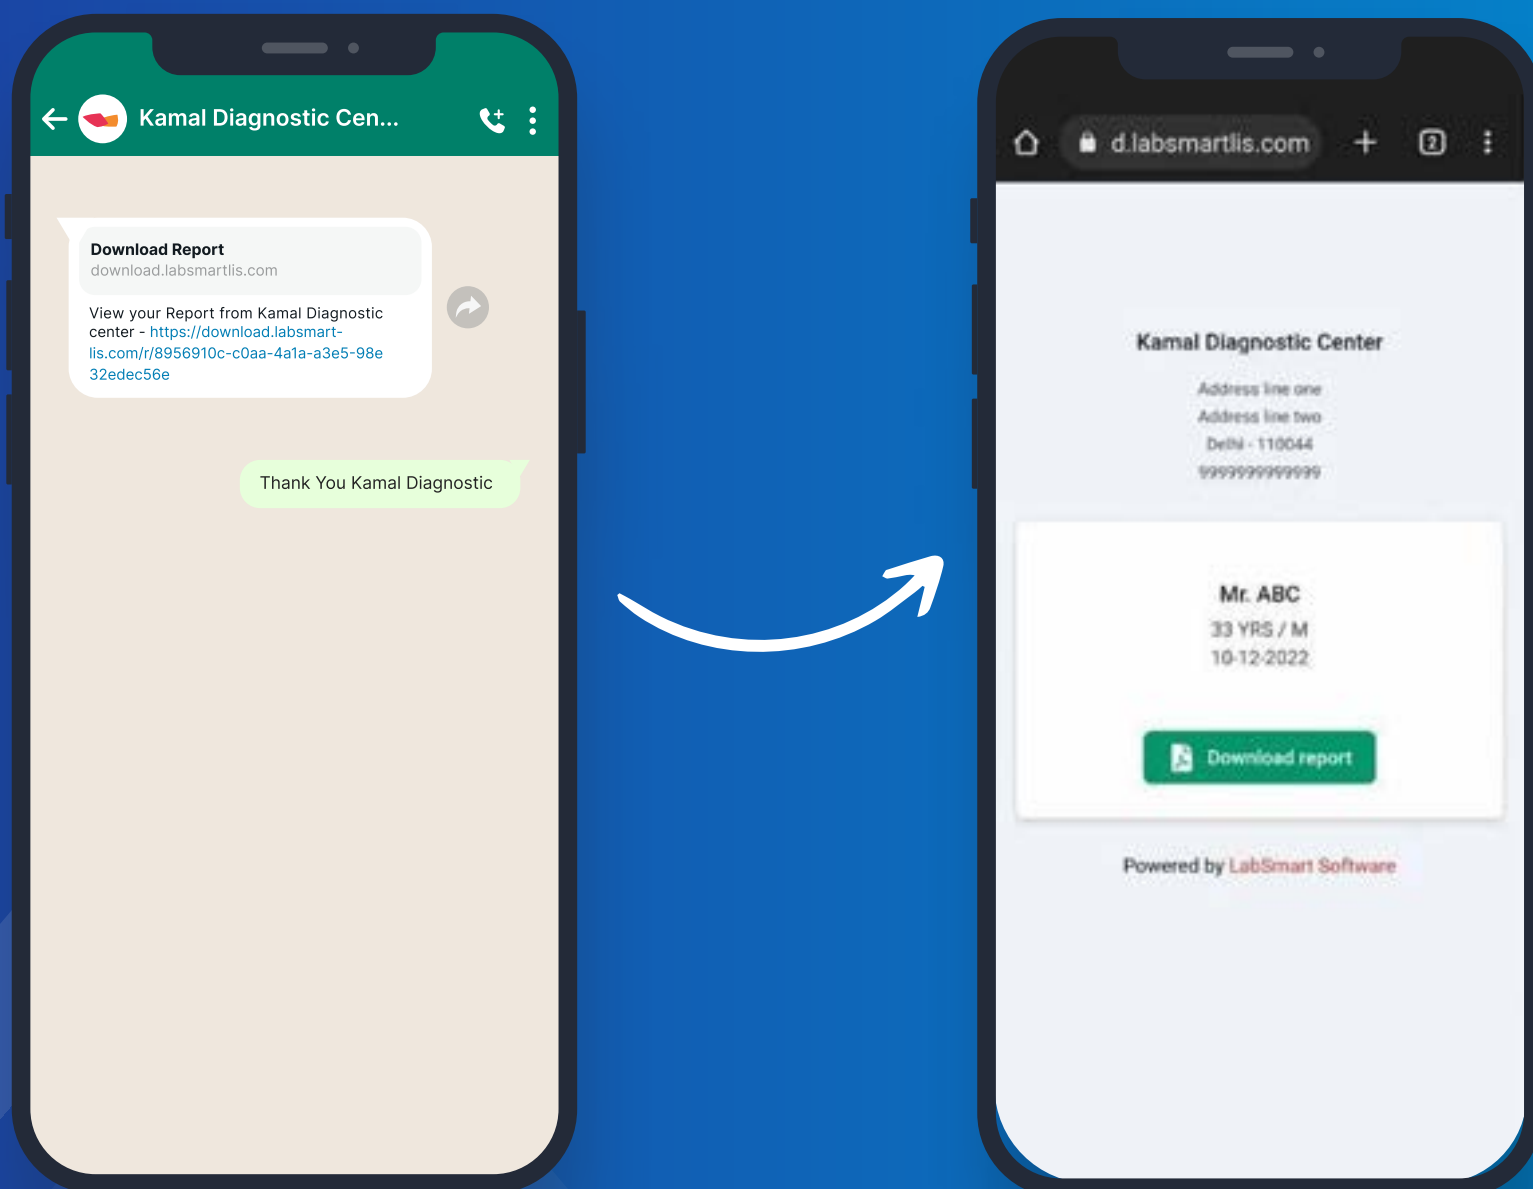 Kamal Diagnostic Cen...
Download Report
download.labsmartlis.com
View your Report from Kamal Diagnostic
center - https://download.labsmart-
lis.com/r/8956910c-c0aa-4a1a-a3e5-98e
32edec56e
Thank You Kamal Diagnostic
d.labsmartlis.com
2
Kamal Diagnostic Center
Address line one
Address line two
Delhi - 110044
9999999999999
Mr. ABC
33 YRS / M
10-12-2022
Download report
Powered by LabSmart Software